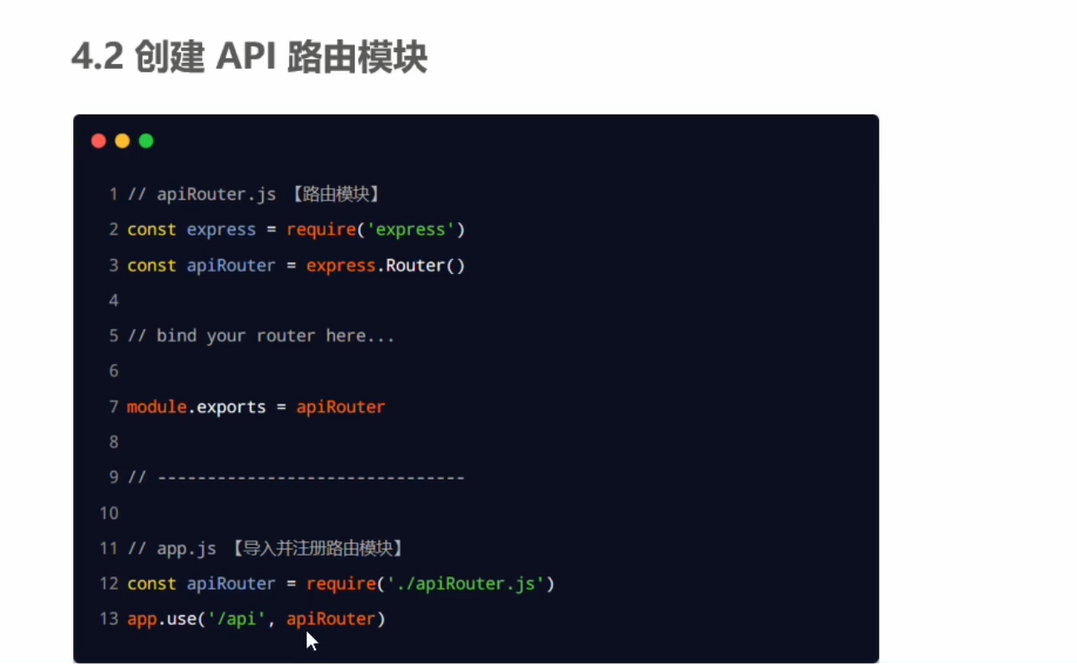 4.2 创建 API 路由模块
1 // apiRouter.js 【路由模块】
2 const express = require('express')
3 const apiRouter = express.Router()
4
5 // bind your router here...
6
7 module.exports = apiRouter
8
9 // -------------------------------
10
11 // app.js 【导入并注册路由模块】
12 const apiRouter = require('./apiRouter.js')
13 app.use('/api', apiRouter)